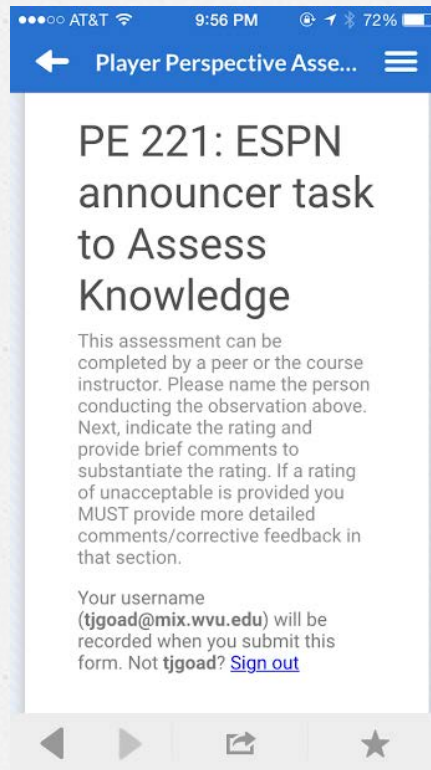 AT&T 9:56 PM 72%
Player Perspective Asse...
PE 221: ESPN
announcer task
to Assess
Knowledge
This assessment can be
completed by a peer or the course
instructor. Please name the person
conducting the observation above.
Next, indicate the rating and
provide brief comments to
substantiate the rating. If a rating
of unacceptable is provided you
MUST provide more detailed
comments/corrective feedback in
that section.
Your username
(tjgoad@mix.wvu.edu) will be
recorded when you submit this
form. Not tjgoad? Sign out